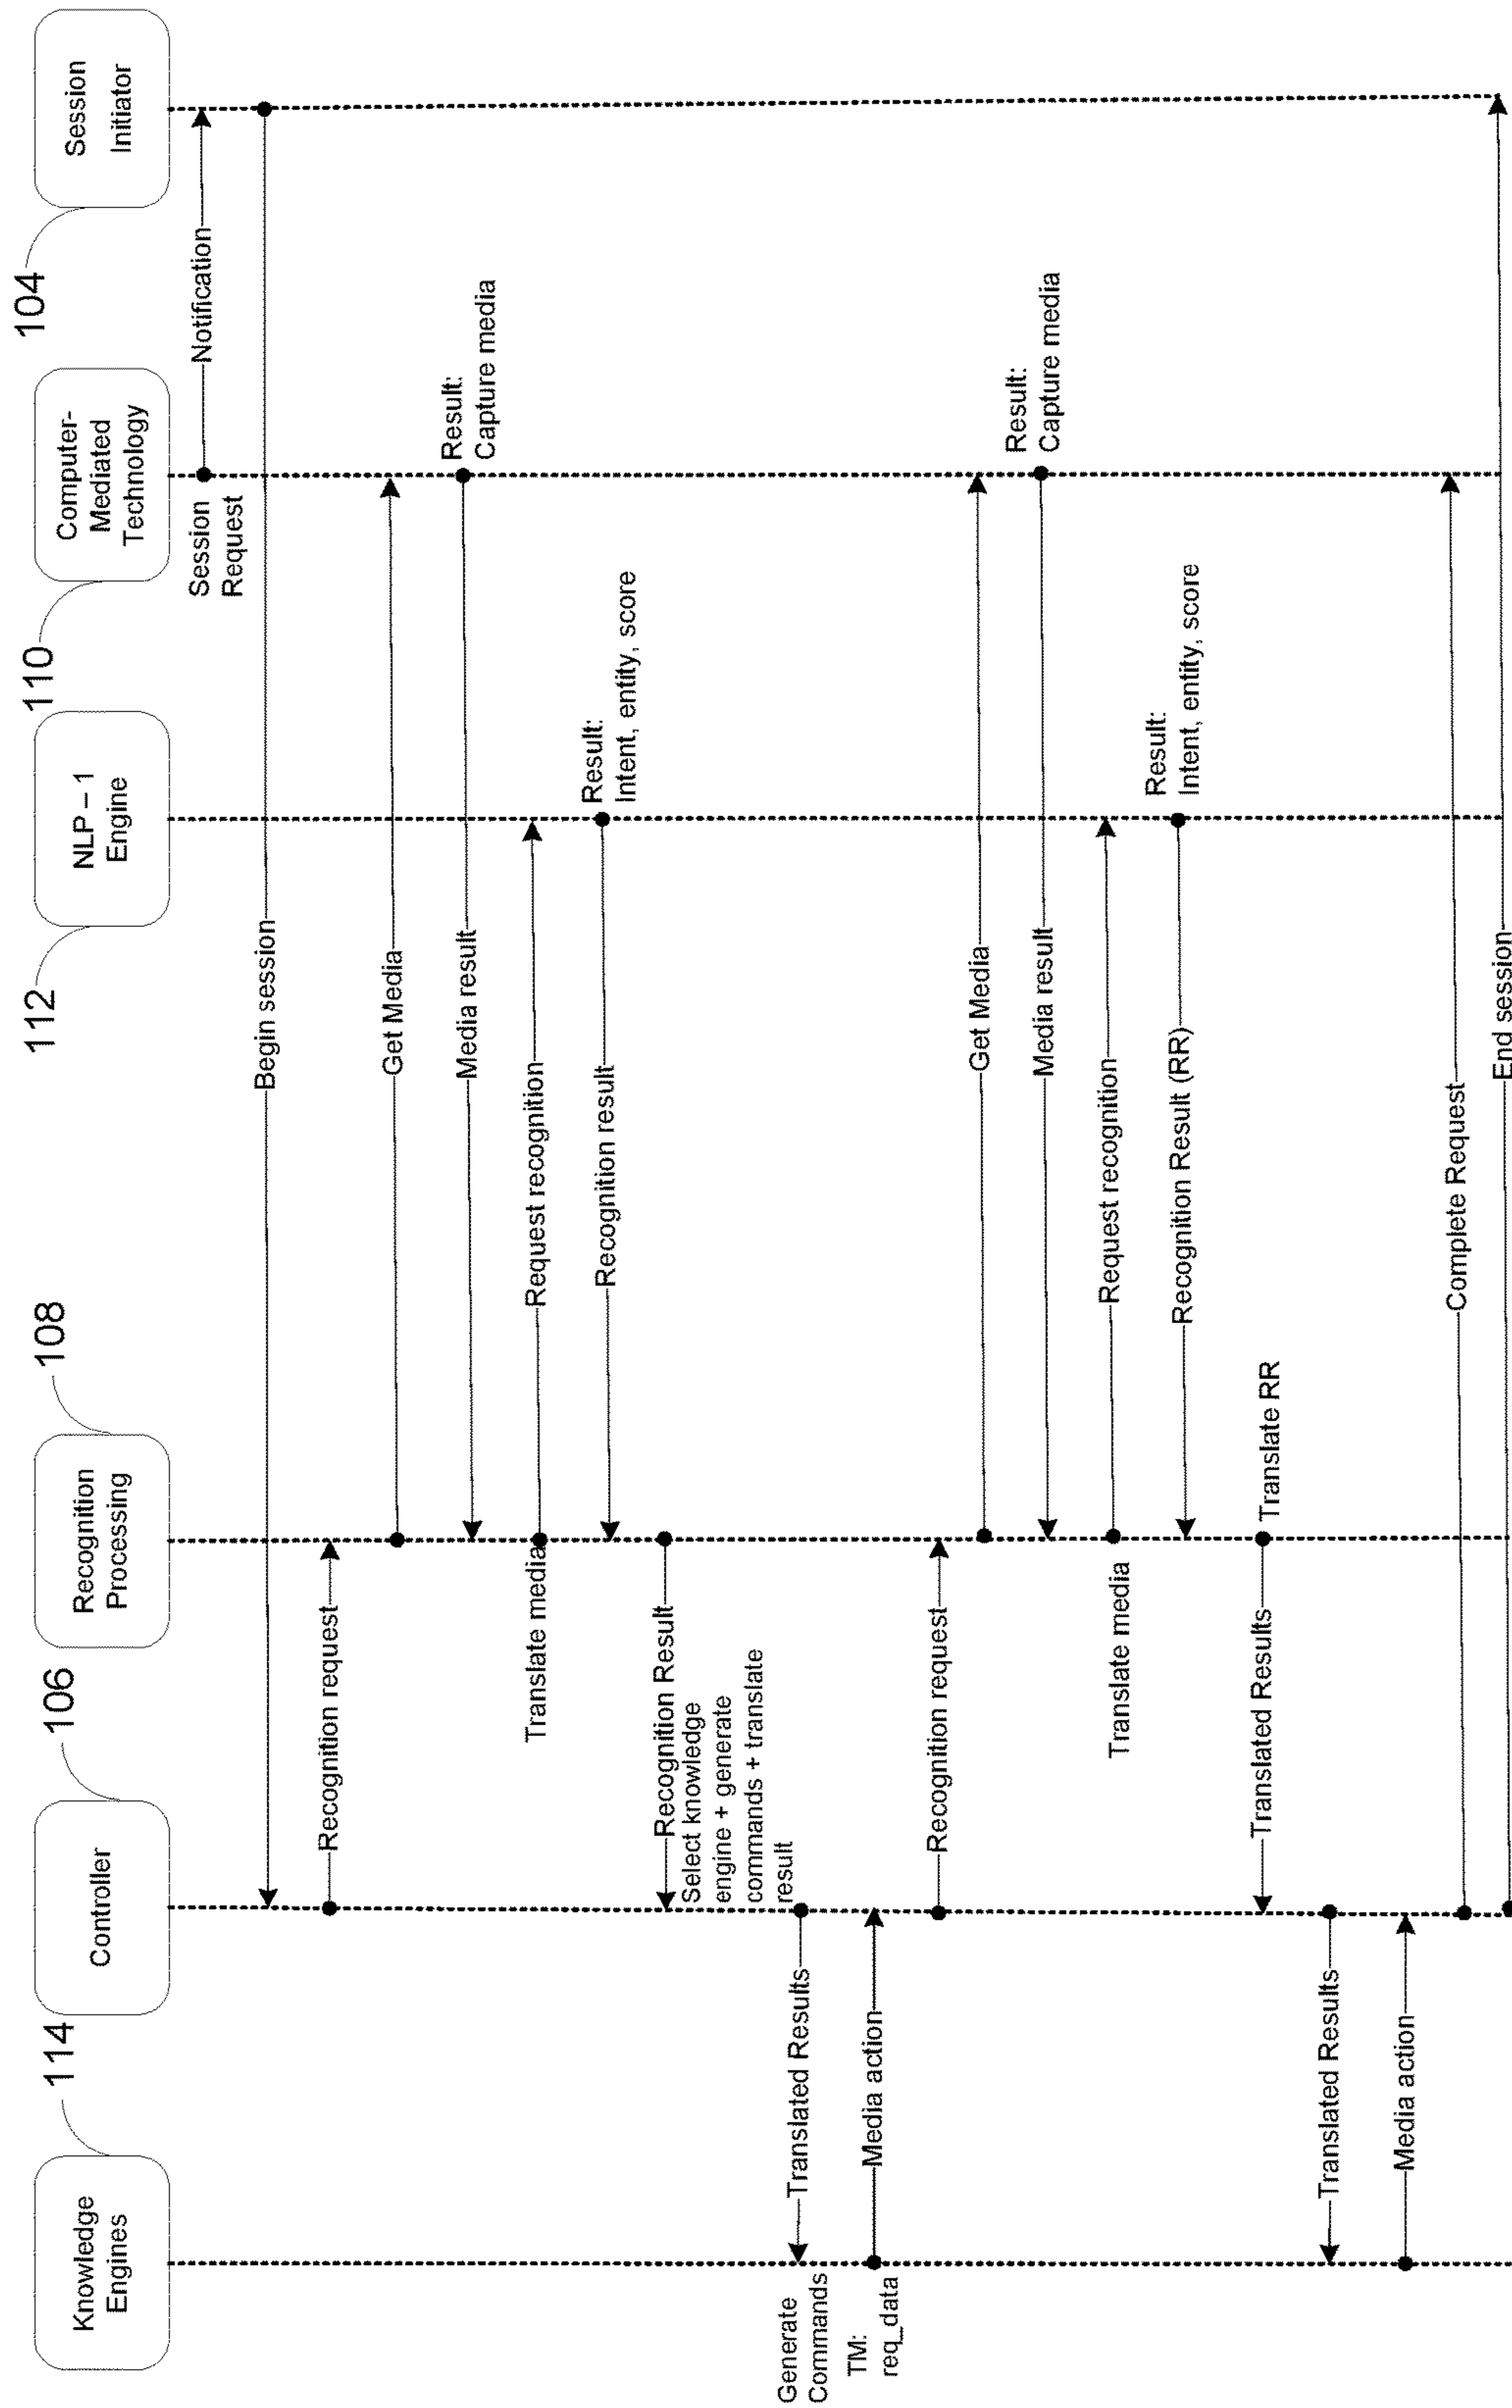 Knowledge
Engines
114
Controller
106
Recognition
Processing
108
NLP – 1
Engine
112
Computer-
Mediated
Technology
110
Session
Initiator
104
Session
Request
Notification
Begin session
Recognition request
Get Media
Result:
Capture media
Media result
Translate media
Request recognition
Result:
Intent, entity, score
Recognition result
Recognition Result
Select knowledge
engine + generate
commands + translate
result
Generate
Commands
Translated Results
TM:
req_data
Media action
Recognition request
Get Media
Result:
Capture media
Media result
Translate media
Request recognition
Result:
Intent, entity, score
Recognition Result (RR)
Translate RR
Translated Results
Translated Results
Media action
Complete Request
End session